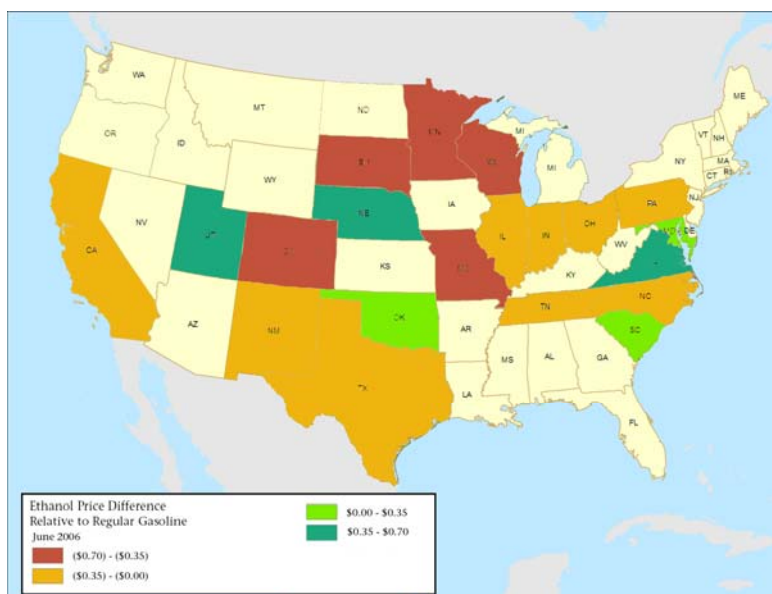 WA
MT
ND
MN
ME
OR
ID
SD
WI
MI
MI
VT
NH
NY
MA
CT RI
WY
IA
PA
NJ
NV
UT
NE
IL
IN
OH
MD
DE
CA
CO
KS
MO
WV
KY
AZ
NM
OK
AR
TN
NC
SC
MS
AL
GA
TX
LA
FL
Ethanol Price Difference
Relative to Regular Gasoline
June 2006
($0.70) - ($0.35)
($0.35) - ($0.00)
$0.00 - $0.35
$0.35 - $0.70